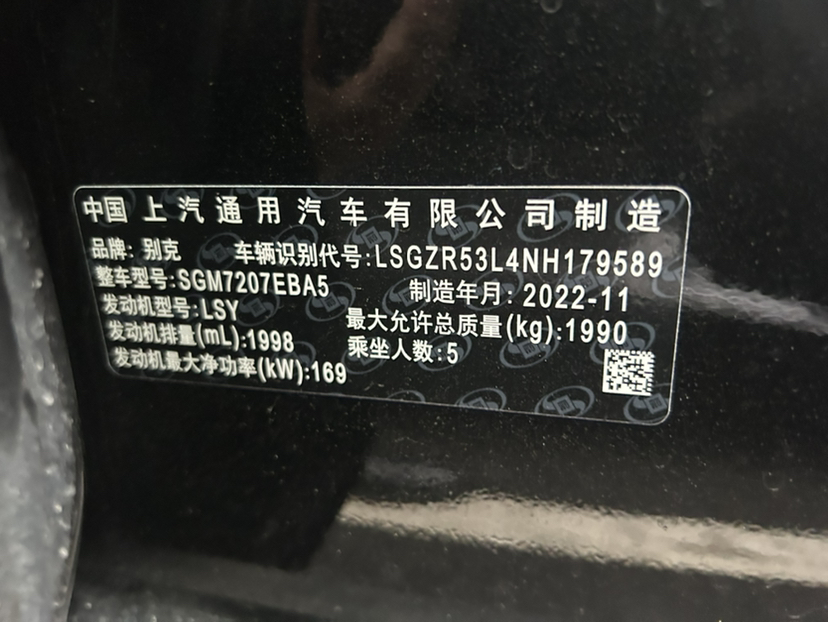 中国 上汽通用汽车有限公司制造
品牌: 别克 车辆识别代号:LSGZR53L4NH179589
整车型号:SGM7207EBA5 制造年月:2022-11
发动机型号:LSY 最大允许总质量(kg):1990
发动机排量(mL):1998 乘坐人数:5
发动机最大净功率(kW):169